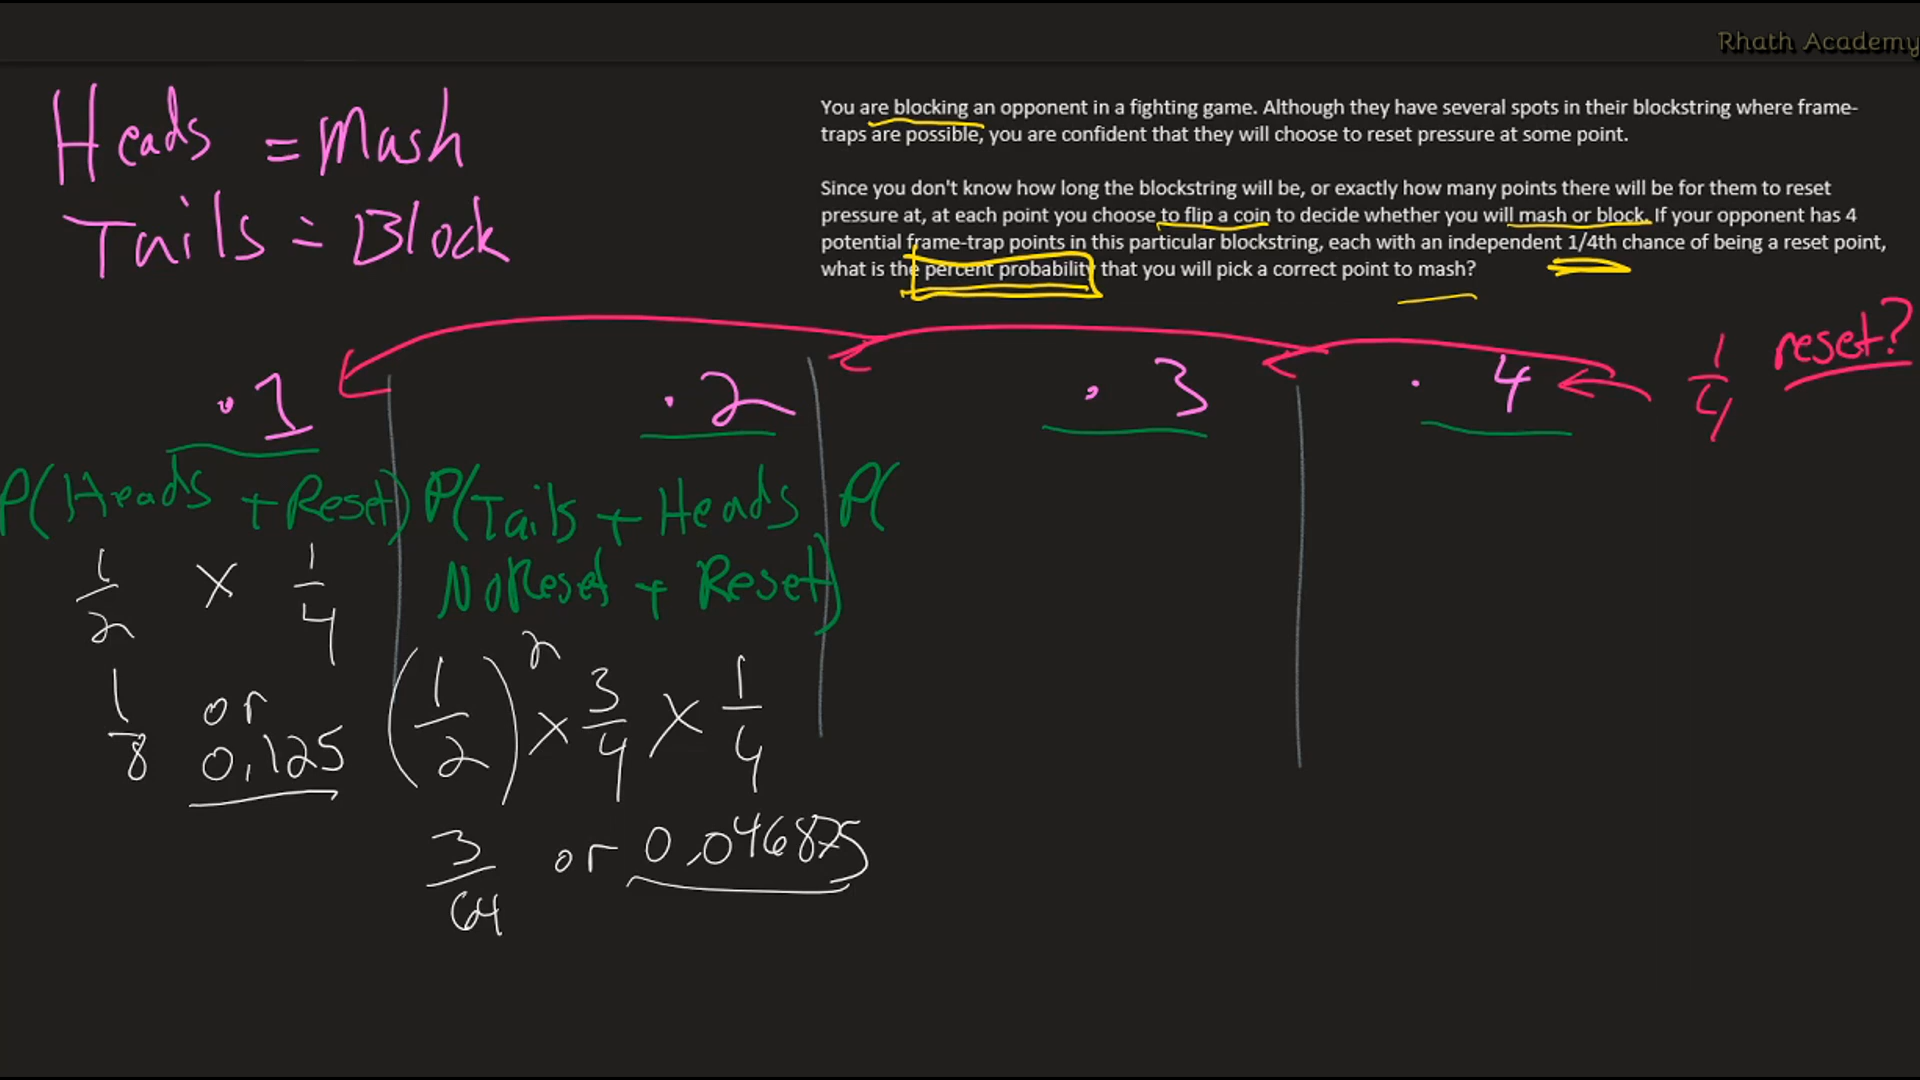 Rhath Academy
Heads = Mash
Tails = Block
You are blocking an opponent in a fighting game. Although they have several spots in their blockstring where frame-
traps are possible, you are confident that they will choose to reset pressure at some point.
Since you don't know how long the blockstring will be, or exactly how many points there will be for them to reset
pressure at, at each point you choose to flip a coin to decide whether you will mash or block. If your opponent has 4
potential frame-trap points in this particular blockstring, each with an independent 1/4th chance of being a reset point,
what is the percent probability that you will pick a correct point to mash?
1/4 reset?
. 1
P(Heads + Reset)
1/2 x 1/4
1/8 or
0.125
. 2
P(Tails + Heads
NoReset + Reset)
(1/2)² x 3/4 x 1/4
3/64 or 0.046875
. 3
P(
. 4